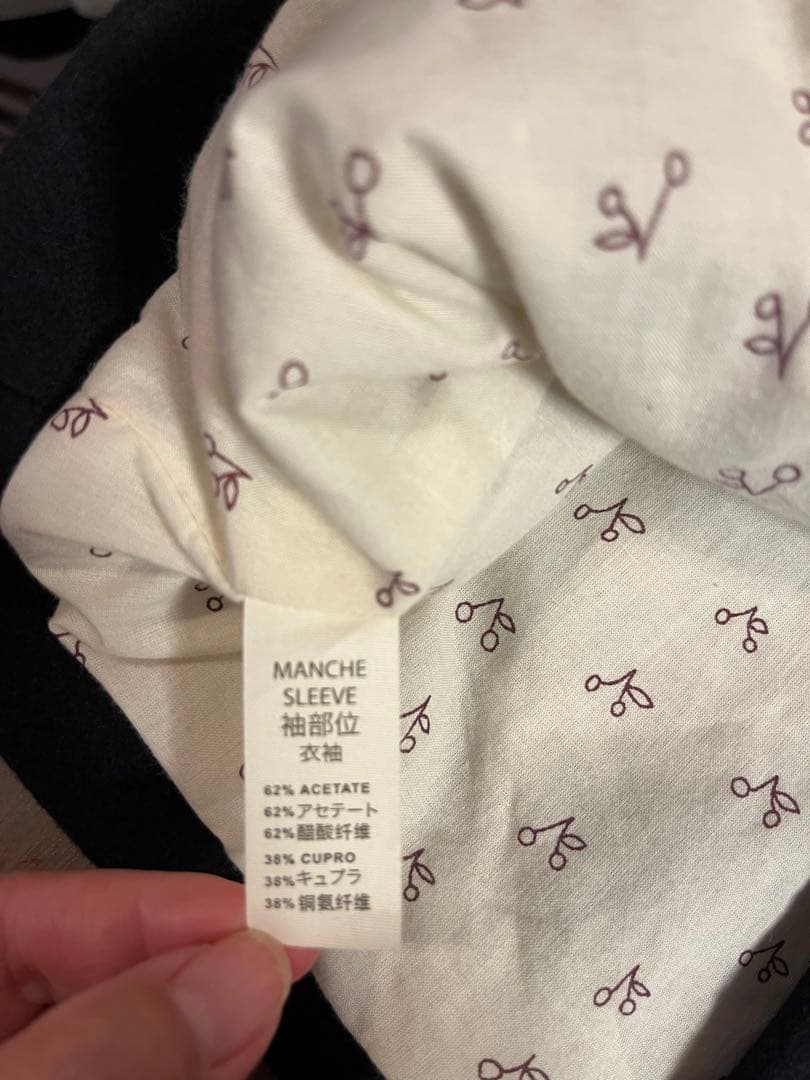 MANCHE
SLEEVE
袖部位
衣袖
62% ACETATE
62%アセテート
62%醋酸纤维
38% CUPRO
38%キュプラ
38%铜氨纤维